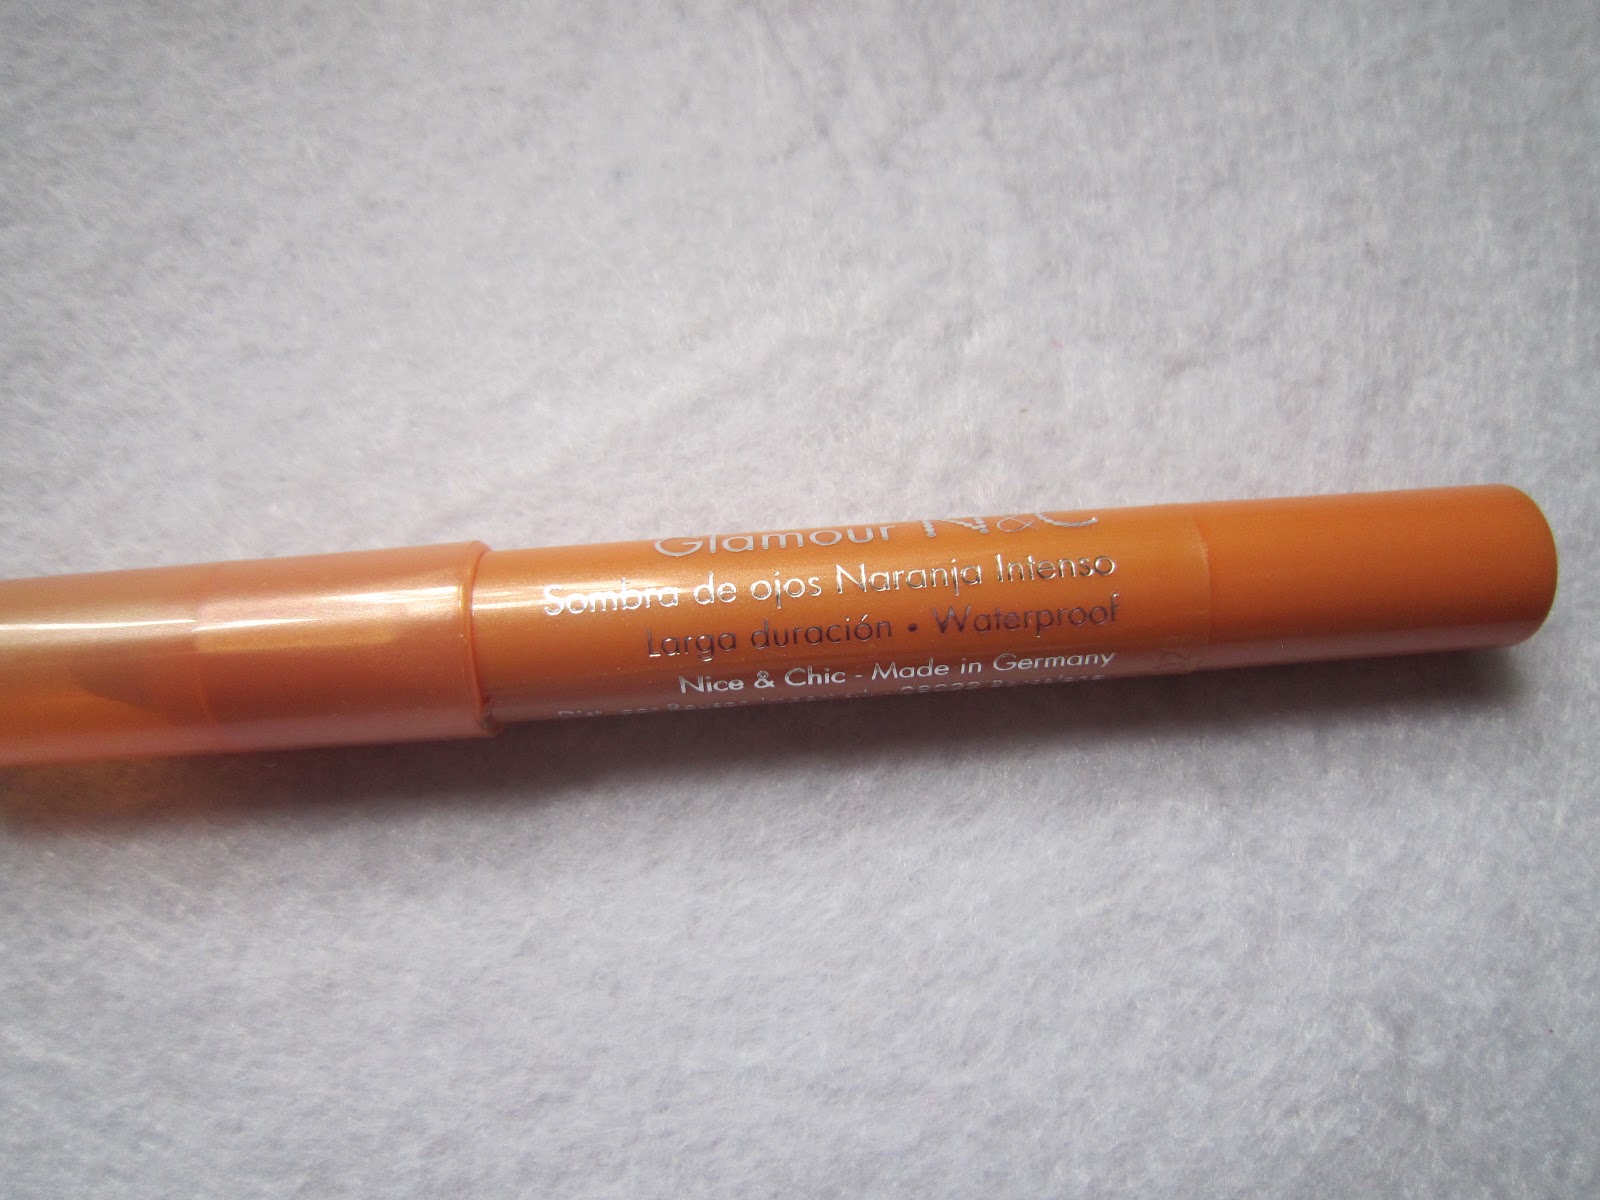 Glamour N&C
Sombra de ojos Naranja Intenso
Larga duración • Waterproof
Nice & Chic - Made in Germany